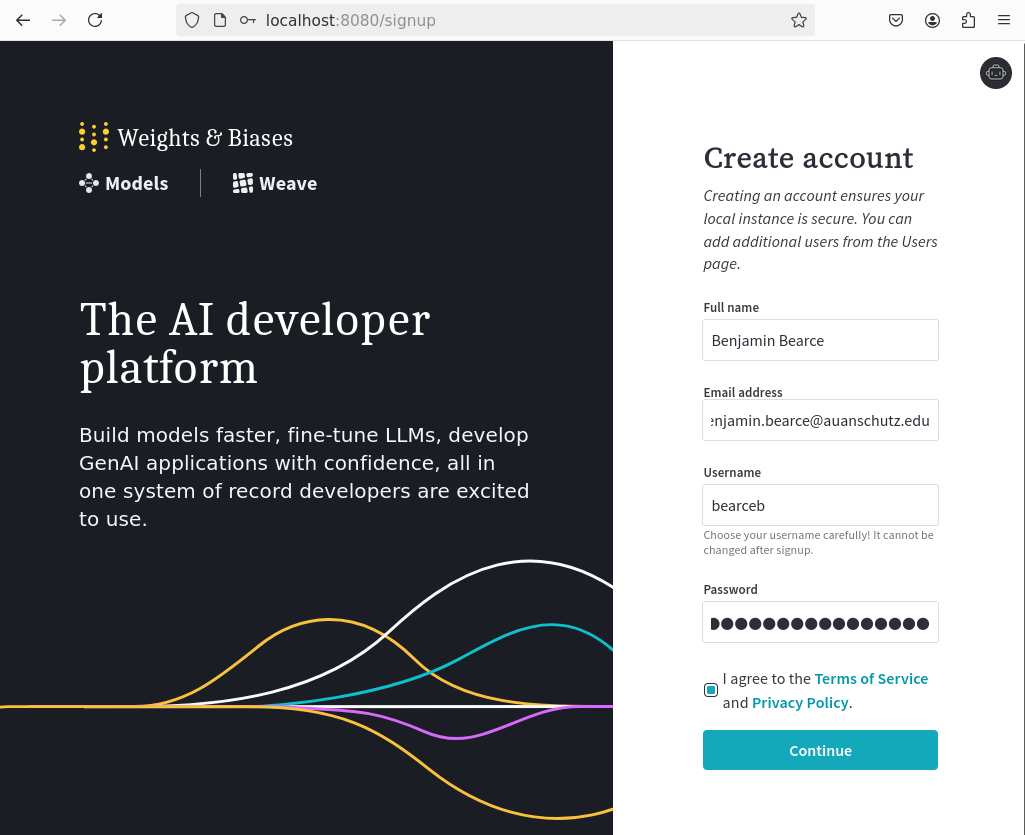 localhost:8080/signup
Weights & Biases
Models
Weave
The AI developer
platform
Build models faster, fine-tune LLMs, develop
GenAI applications with confidence, all in
one system of record developers are excited
to use.
Create account
Creating an account ensures your
local instance is secure. You can
add additional users from the Users
page.
Full name
Benjamin Bearce
Email address
enjamin.bearce@auanschutz.edu
Username
bearceb
Choose your username carefully! It cannot be
changed after signup.
Password
I agree to the Terms of Service
and Privacy Policy.
Continue